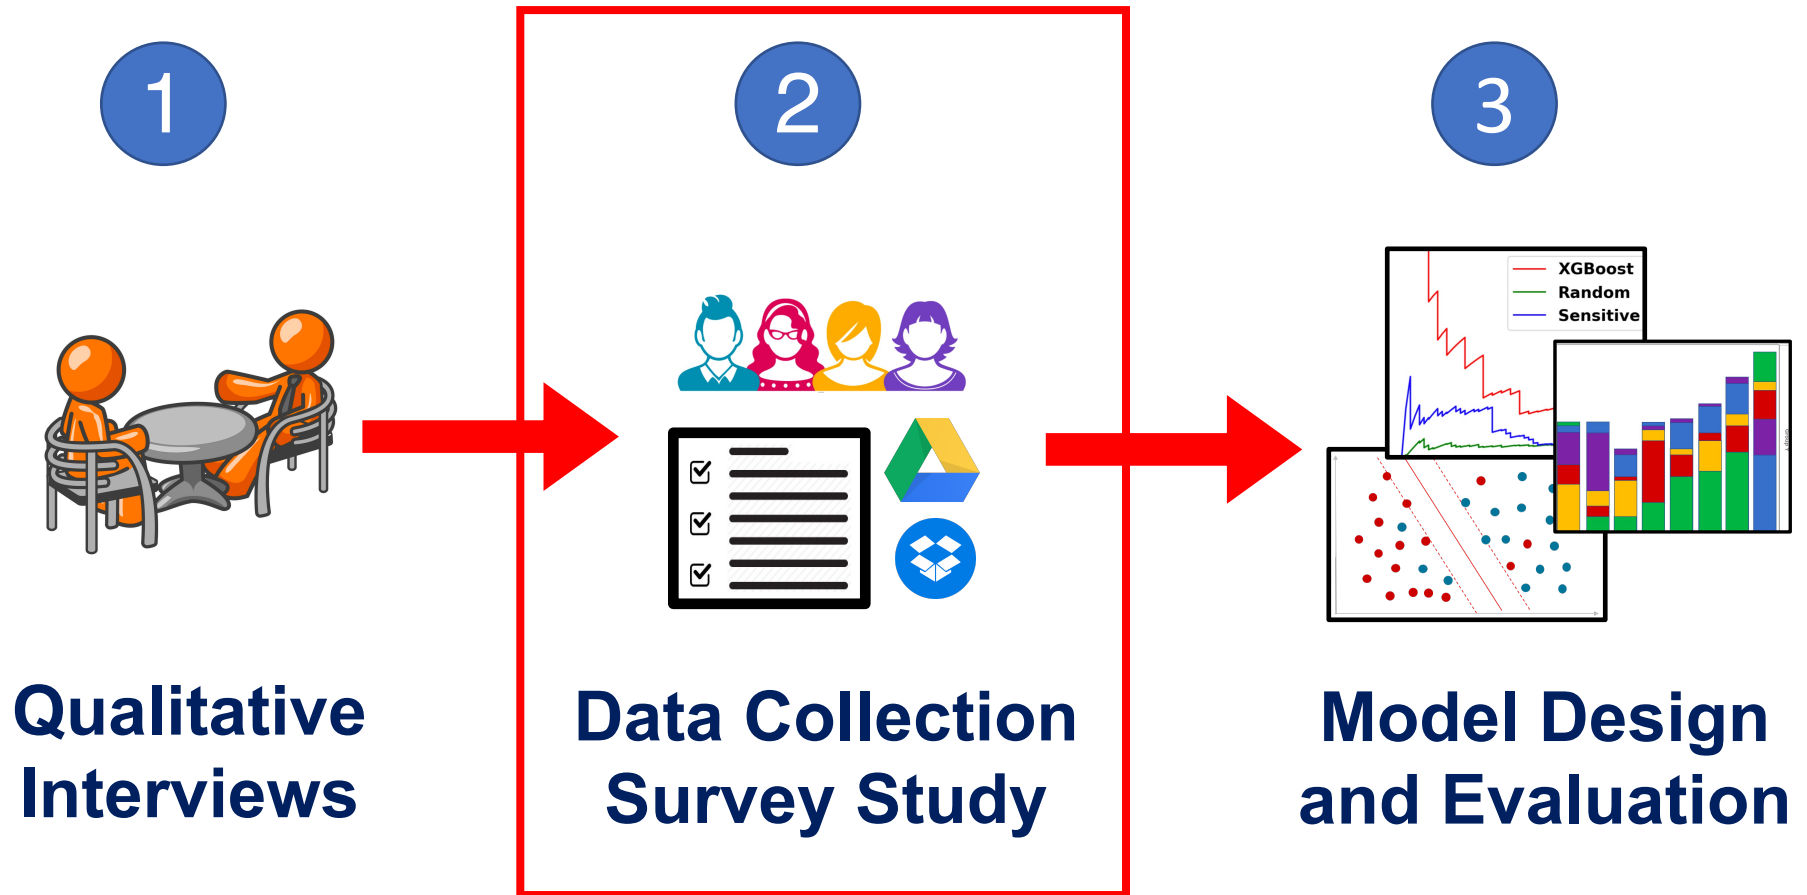 1
2
3
XGBoost
Random
Sensitive
Qualitative
Interviews
Data Collection
Survey Study
Model Design
and Evaluation